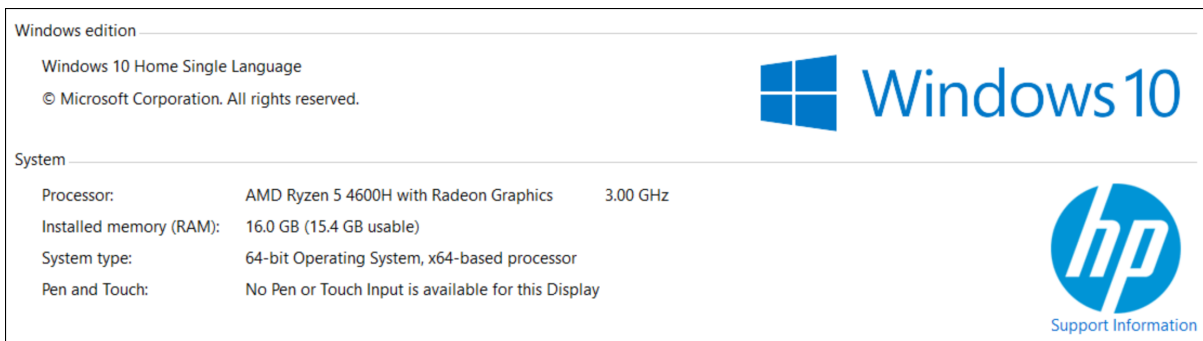 Windows edition
Windows 10 Home Single Language
© Microsoft Corporation. All rights reserved.
Windows 10
System
Processor: AMD Ryzen 5 4600H with Radeon Graphics 3.00 GHz
Installed memory (RAM): 16.0 GB (15.4 GB usable)
System type: 64-bit Operating System, x64-based processor
Pen and Touch: No Pen or Touch Input is available for this Display
hp
Support Information